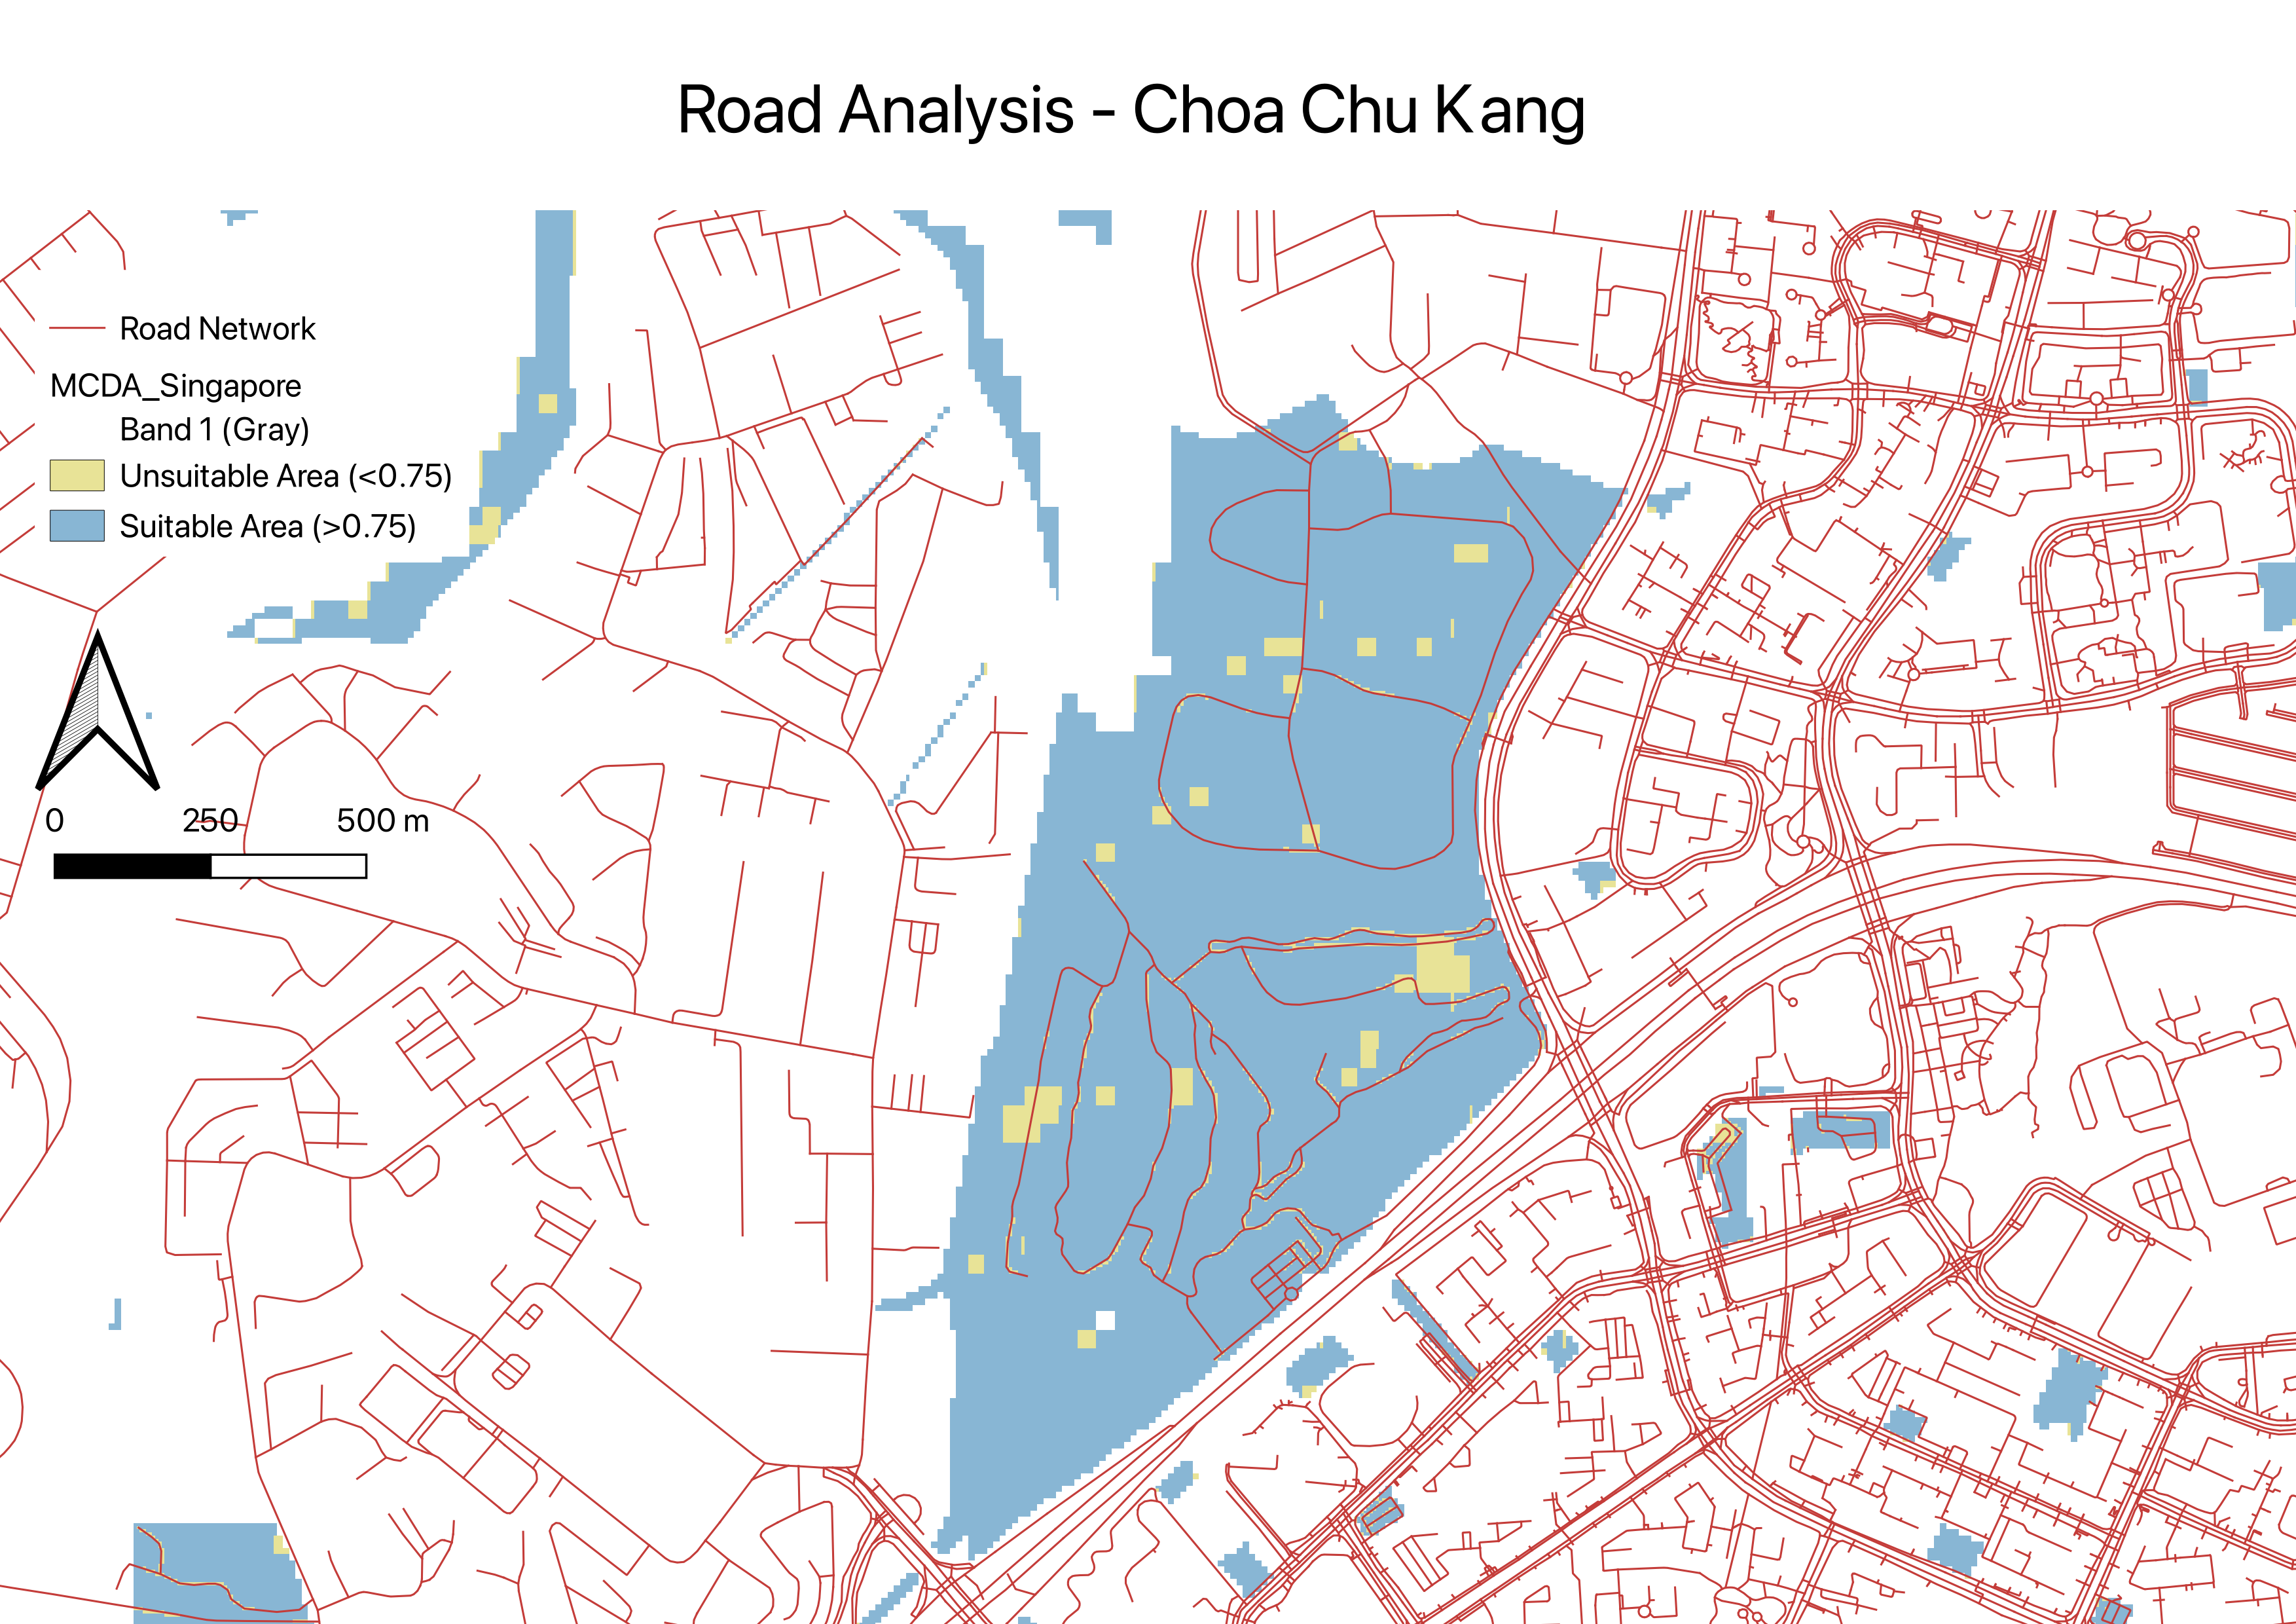 Road Analysis - Choa Chu Kang
Road Network
MCDA_Singapore
Band 1 (Gray)
Unsuitable Area (<0.75)
Suitable Area (>0.75)
0 250 500 m